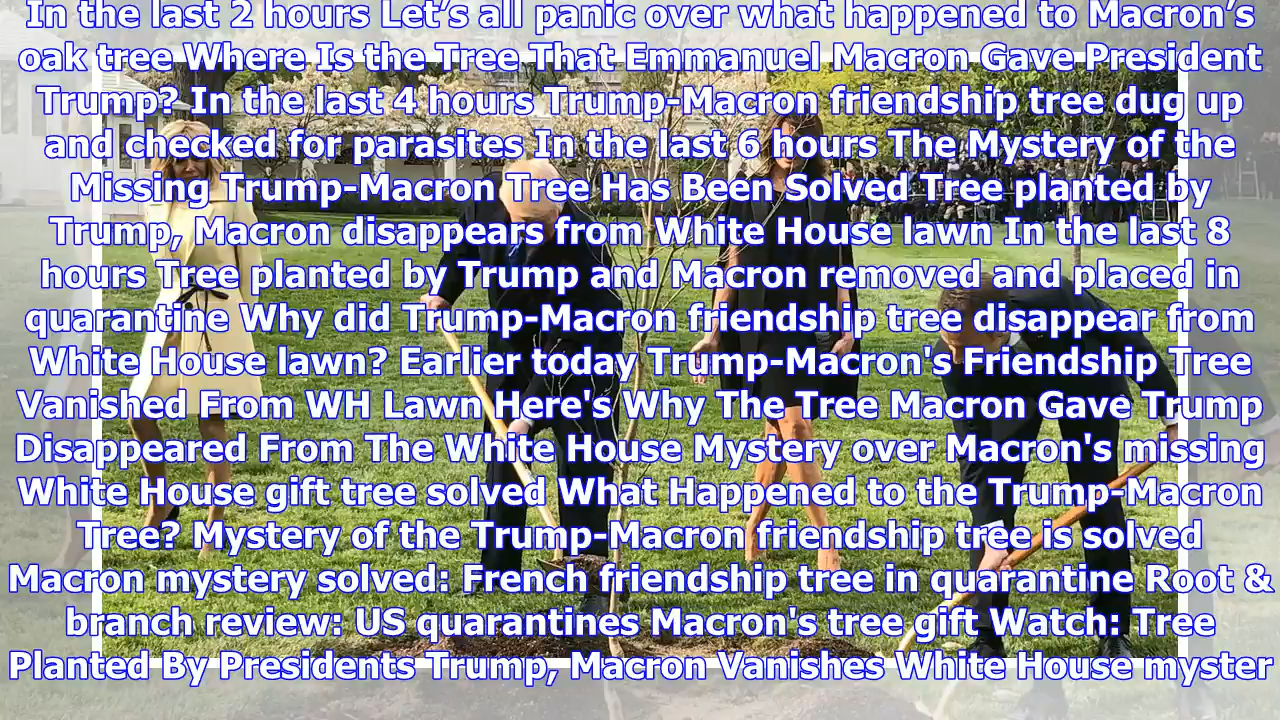 In the last 2 hours Let’s all panic over what happened to Macron’s
oak tree Where Is the Tree That Emmanuel Macron Gave President
Trump? In the last 4 hours Trump-Macron friendship tree dug up
and checked for parasites In the last 6 hours The Mystery of the
Missing Trump-Macron Tree Has Been Solved Tree planted by
Trump, Macron disappears from White House lawn In the last 8
hours Tree planted by Trump and Macron removed and placed in
quarantine Why did Trump-Macron friendship tree disappear from
White House lawn? Earlier today Trump-Macron's Friendship Tree
Vanished From WH Lawn Here's Why The Tree Macron Gave Trump
Disappeared From The White House Mystery over Macron's missing
White House gift tree solved What Happened to the Trump-Macron
Tree? Mystery of the Trump-Macron friendship tree is solved
Macron mystery solved: French friendship tree in quarantine Root &
branch review: US quarantines Macron's tree gift Watch: Tree
Planted By Presidents Trump, Macron Vanishes White House myster